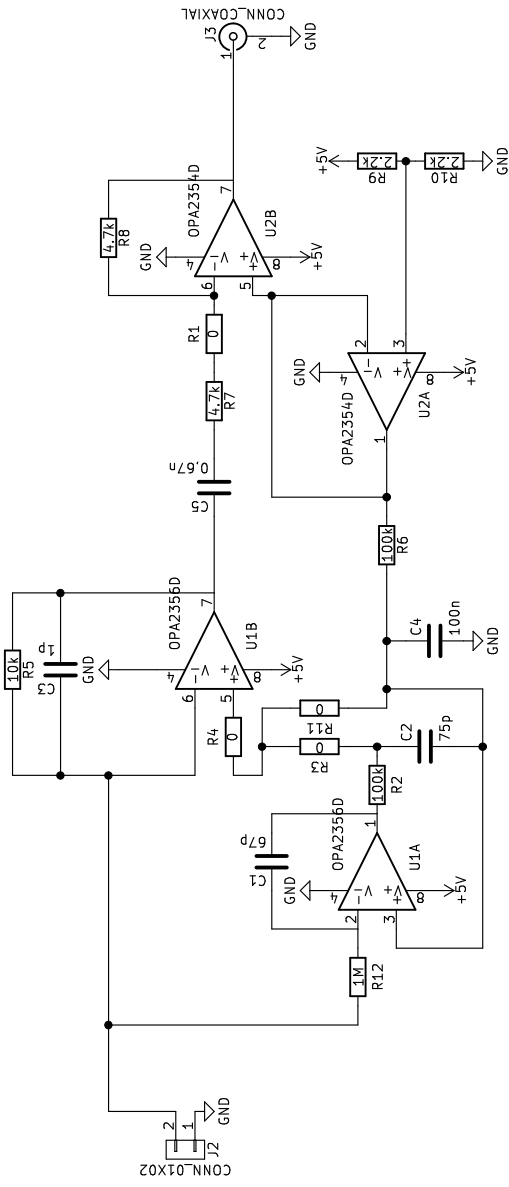 CONN_COAXIAL
J3
1
2
GND
OPA2354D
7
U2B
4.7k
R8
GND
4
V-
V+
8
+5V
-
+
6
5
+5V
2.2k
R9
2.2k
R10
GND
R1
0
4.7k
R7
0.67n
C5
2
3
-
+
GND
4
V-
V+
8
+5V
OPA2354D
U2A
1
100k
R6
C4
100n
GND
10k
R5
1p
C3
OPA2356D
7
U1B
GND
4
V-
V+
8
+5V
-
+
6
5
R4
0
0
R11
0
R3
C2
75p
100k
R2
OPA2356D
1
U1A
67p
C1
GND
4
V-
V+
8
+5V
-
+
2
3
1M
R12
2
1
GND
J2
CONN_01X02